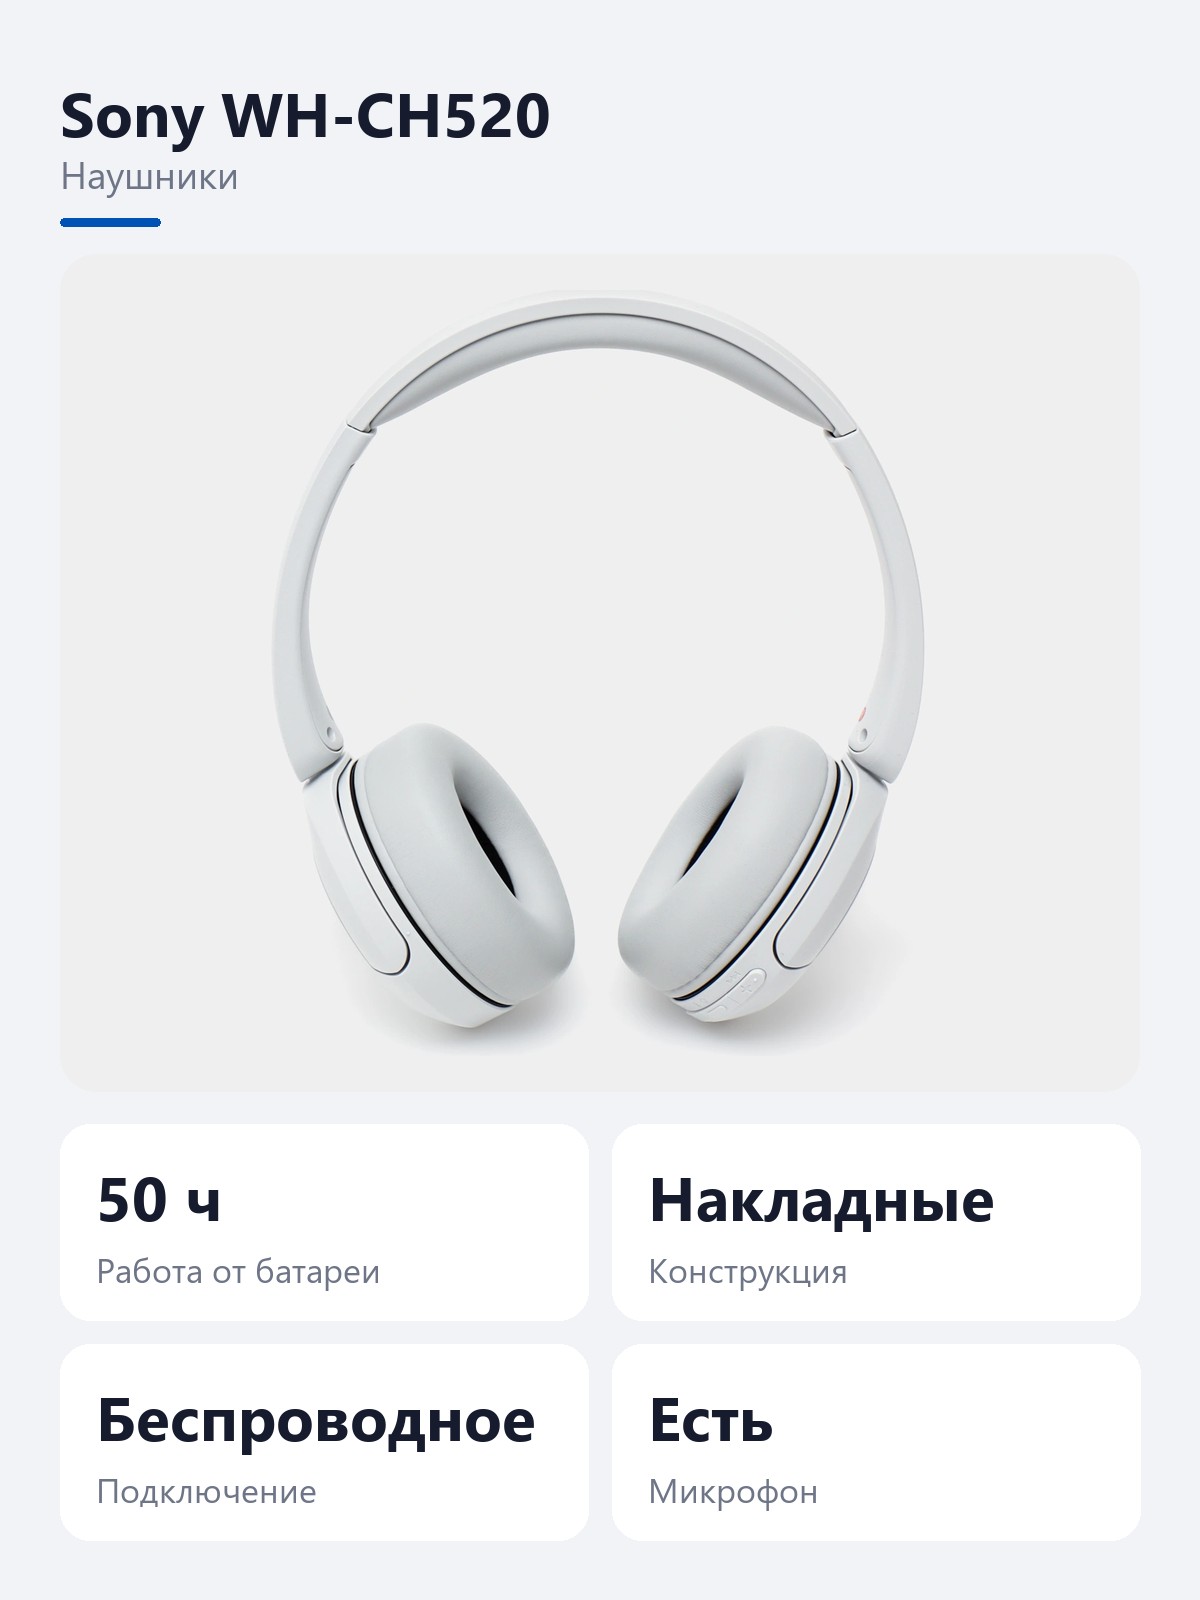 Sony WH-CH520
Наушники
50 ч
Работа от батареи
Накладные
Конструкция
Беспроводное
Подключение
Есть
Микрофон